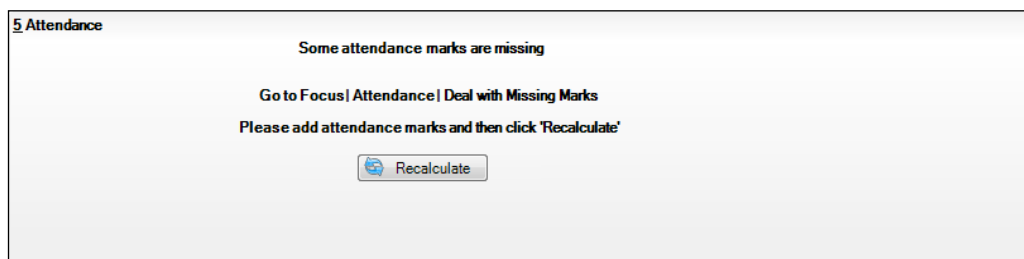 5 Attendance
Some attendance marks are missing
Go to Focus| Attendance| Deal with Missing Marks
Please add attendance marks and then click 'Recalculate'
Recalculate